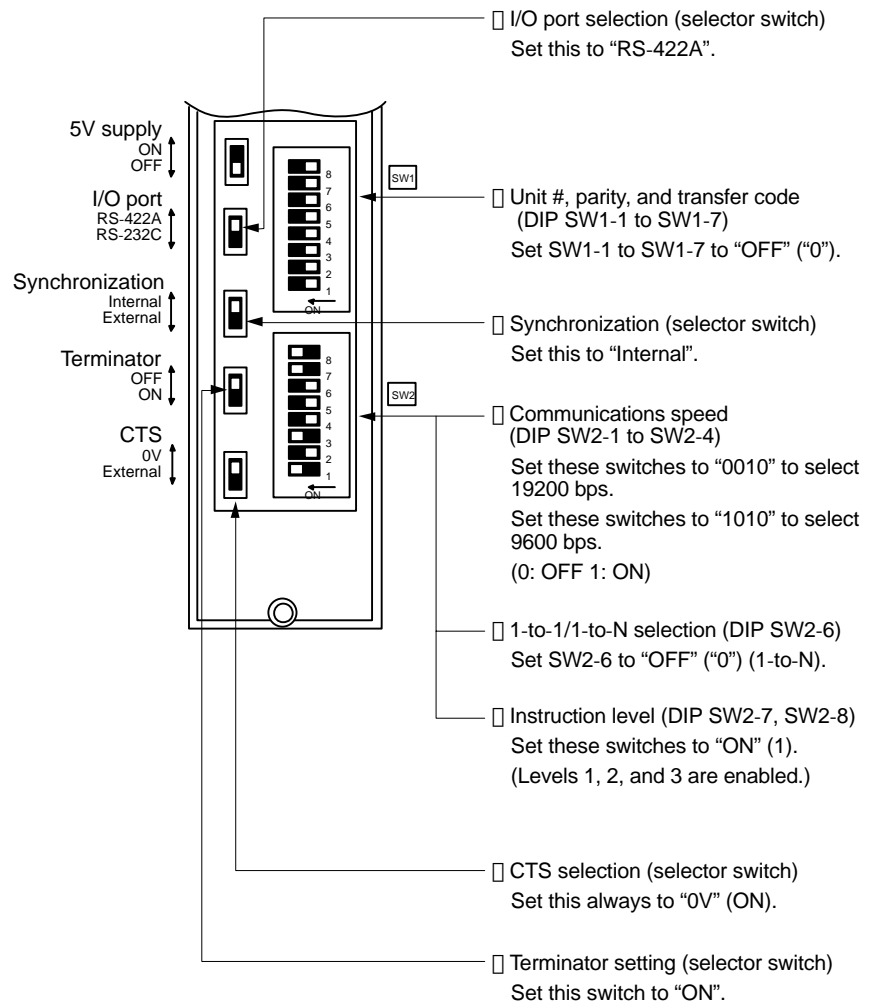 ▯ I/O port selection (selector switch)
Set this to “RS-422A”.
5V supply
ON
OFF
I/O port
RS-422A
RS-232C
Synchronization
Internal
External
Terminator
OFF
ON
CTS
0V
External
8
7
6
5
4
3
2
1
ON
SW1
8
7
6
5
4
3
2
1
ON
SW2
▯ Unit #, parity, and transfer code
(DIP SW1-1 to SW1-7)
Set SW1-1 to SW1-7 to “OFF” (“0”).
▯ Synchronization (selector switch)
Set this to “Internal”.
▯ Communications speed
(DIP SW2-1 to SW2-4)
Set these switches to “0010” to select
19200 bps.
Set these switches to “1010” to select
9600 bps.
(0: OFF 1: ON)
▯ 1-to-1/1-to-N selection (DIP SW2-6)
Set SW2-6 to “OFF” (“0”) (1-to-N).
▯ Instruction level (DIP SW2-7, SW2-8)
Set these switches to “ON” (1).
(Levels 1, 2, and 3 are enabled.)
▯ CTS selection (selector switch)
Set this always to “0V” (ON).
▯ Terminator setting (selector switch)
Set this switch to “ON”.